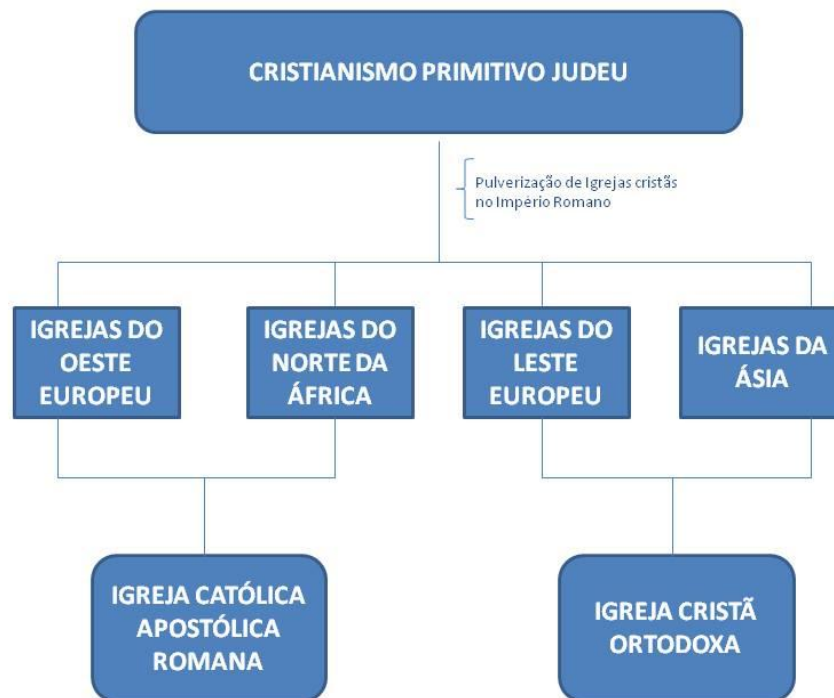 CRISTIANISMO PRIMITIVO JUDEU
Pulverização de Igrejas cristãs
no Império Romano
IGREJAS DO
OESTE
EUROPEU
IGREJAS DO
NORTE DA
ÁFRICA
IGREJAS DO
LESTE
EUROPEU
IGREJAS DA
ÁSIA
IGREJA CATÓLICA
APOSTÓLICA
ROMANA
IGREJA CRISTÃ
ORTODOXA